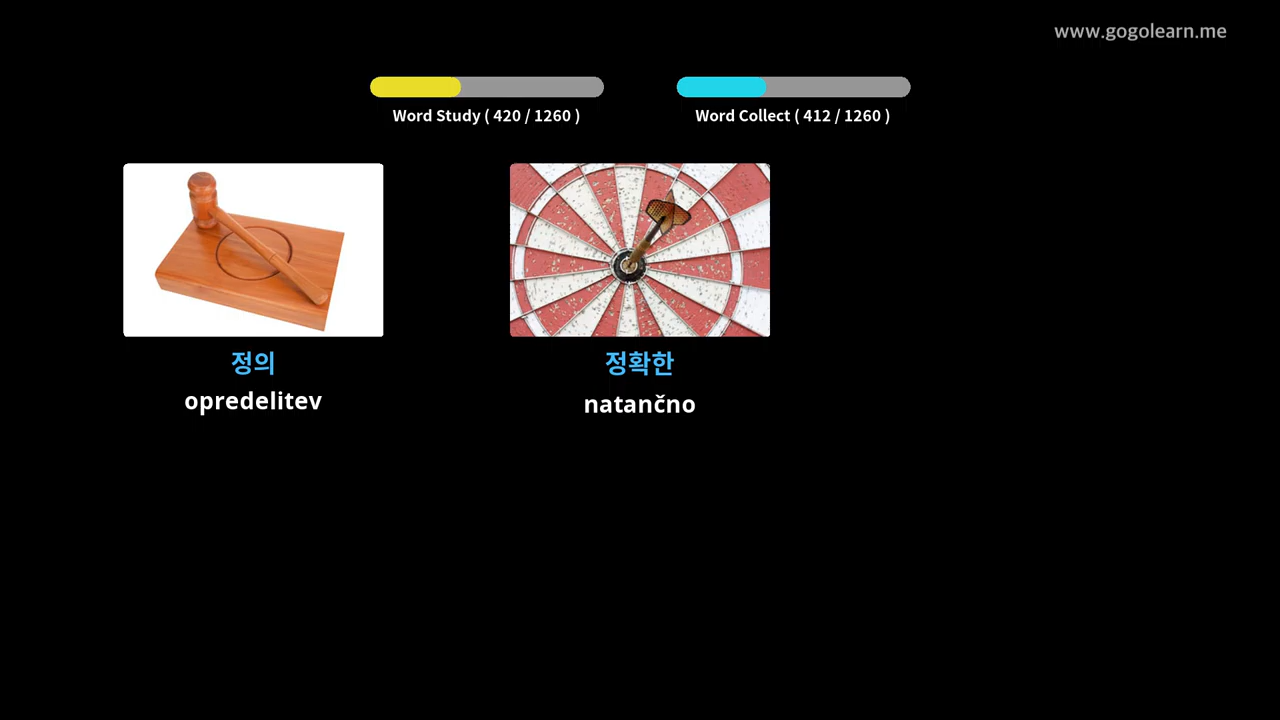 www.gogolearn.me
Word Study ( 420 / 1260 )
Word Collect ( 412 / 1260 )
정의
opredelitev
정확한
natančno